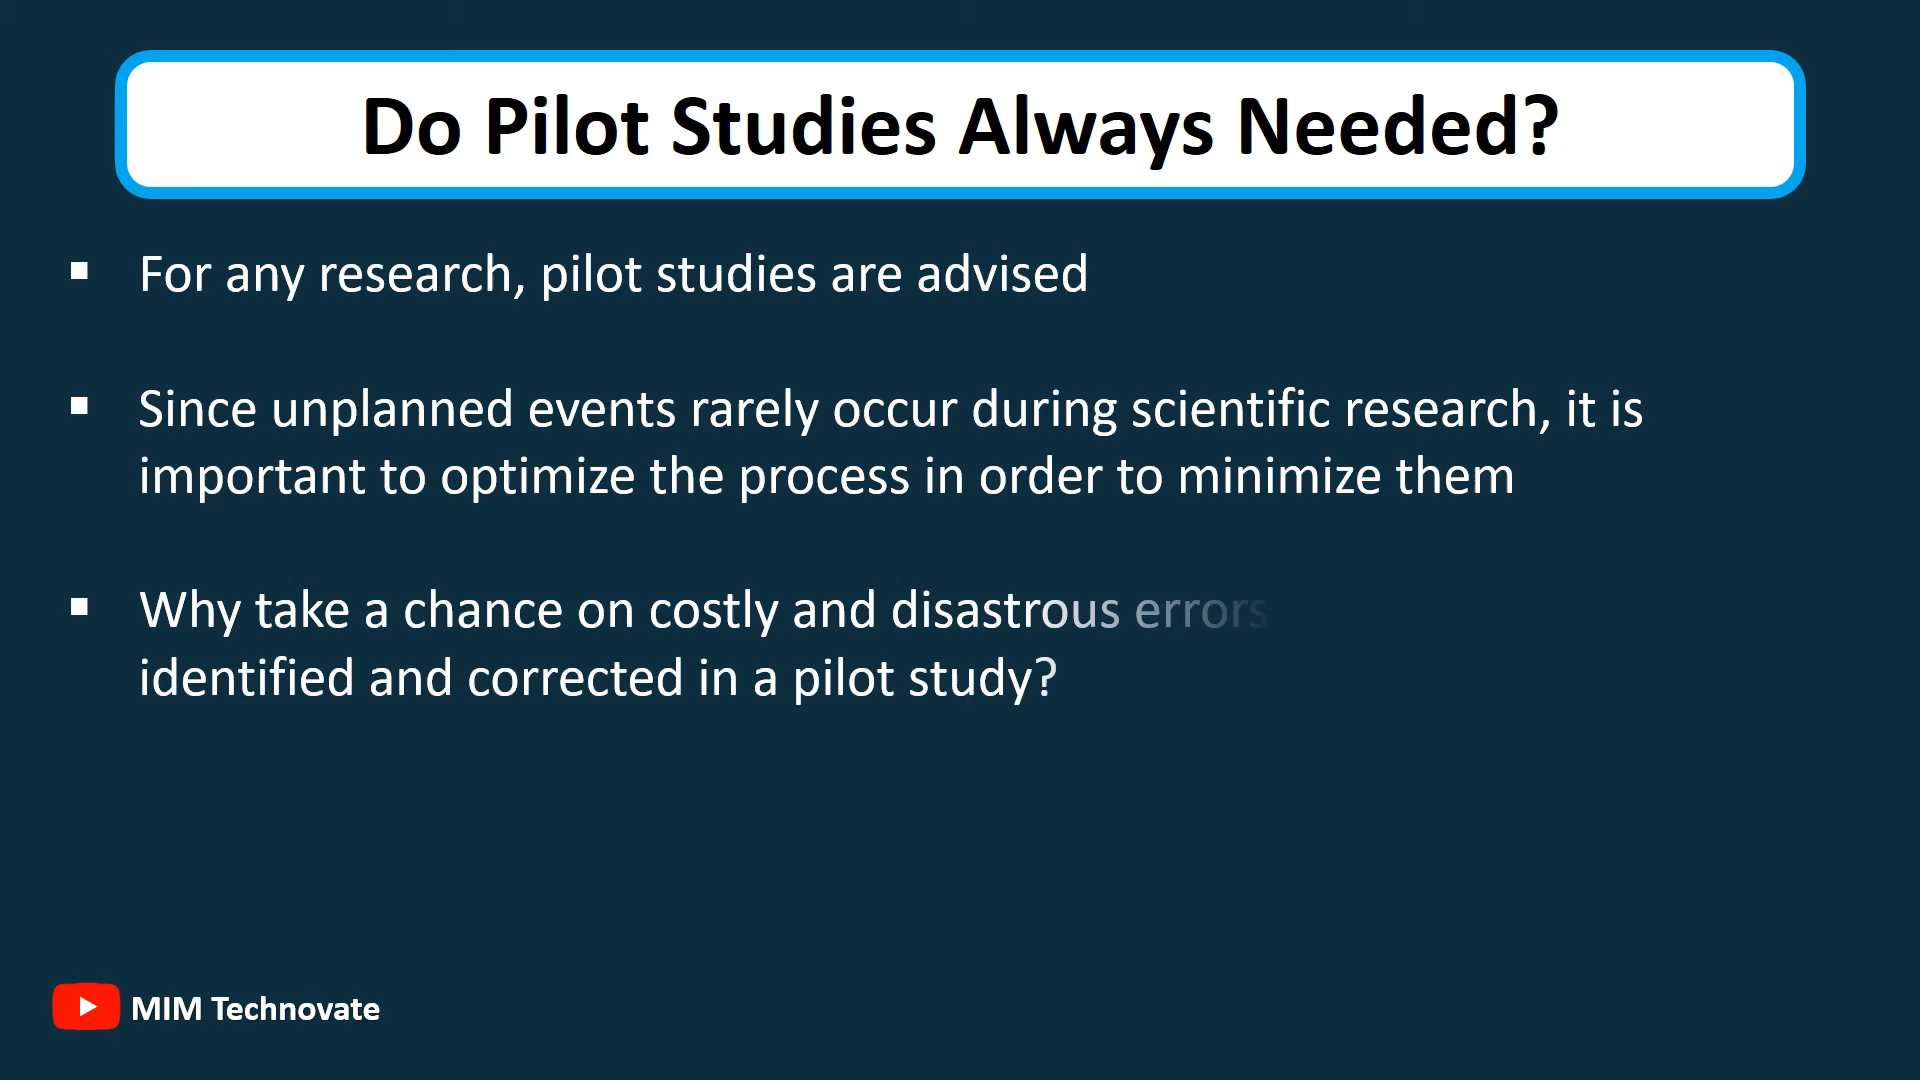 Do Pilot Studies Always Needed?
▪ For any research, pilot studies are advised
▪ Since unplanned events rarely occur during scientific research, it is
important to optimize the process in order to minimize them
▪ Why take a chance on costly and disastrous errors
identified and corrected in a pilot study?
MIM Technovate